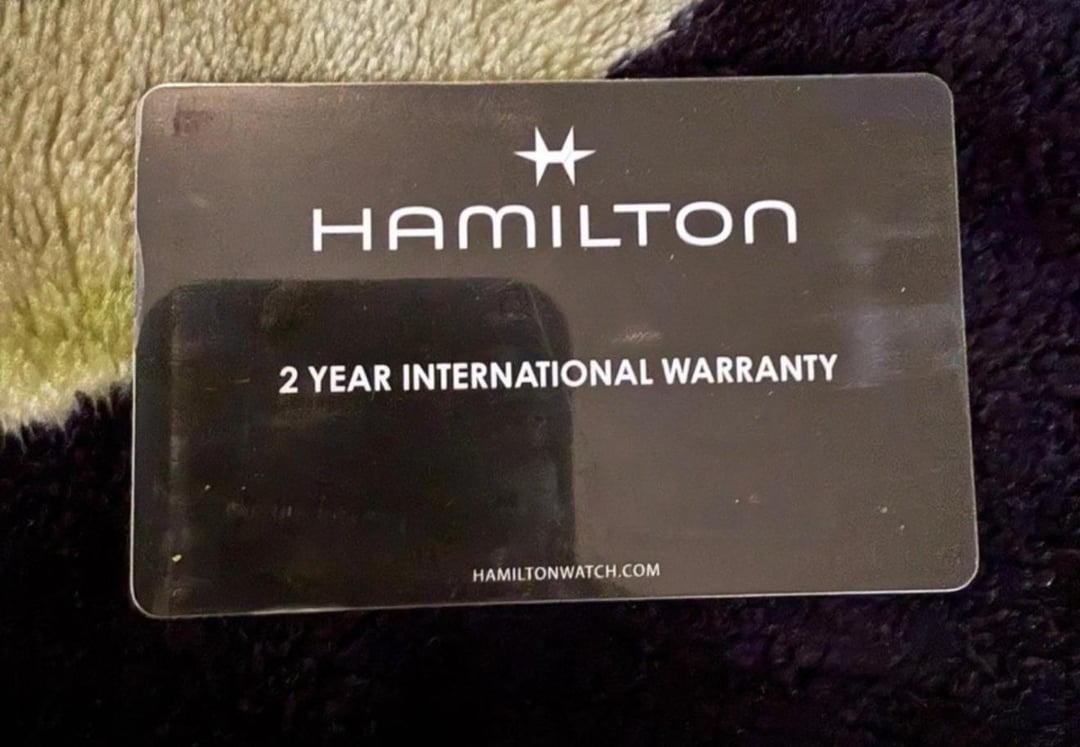 HAMILTON
2 YEAR INTERNATIONAL WARRANTY
HAMILTONWATCH.COM